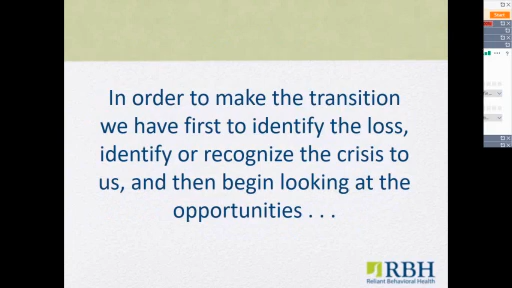 In order to make the transition
we have first to identify the loss,
identify or recognize the crisis to
us, and then begin looking at the
opportunities . . .
RBH
Reliant Behavioral Health
Start